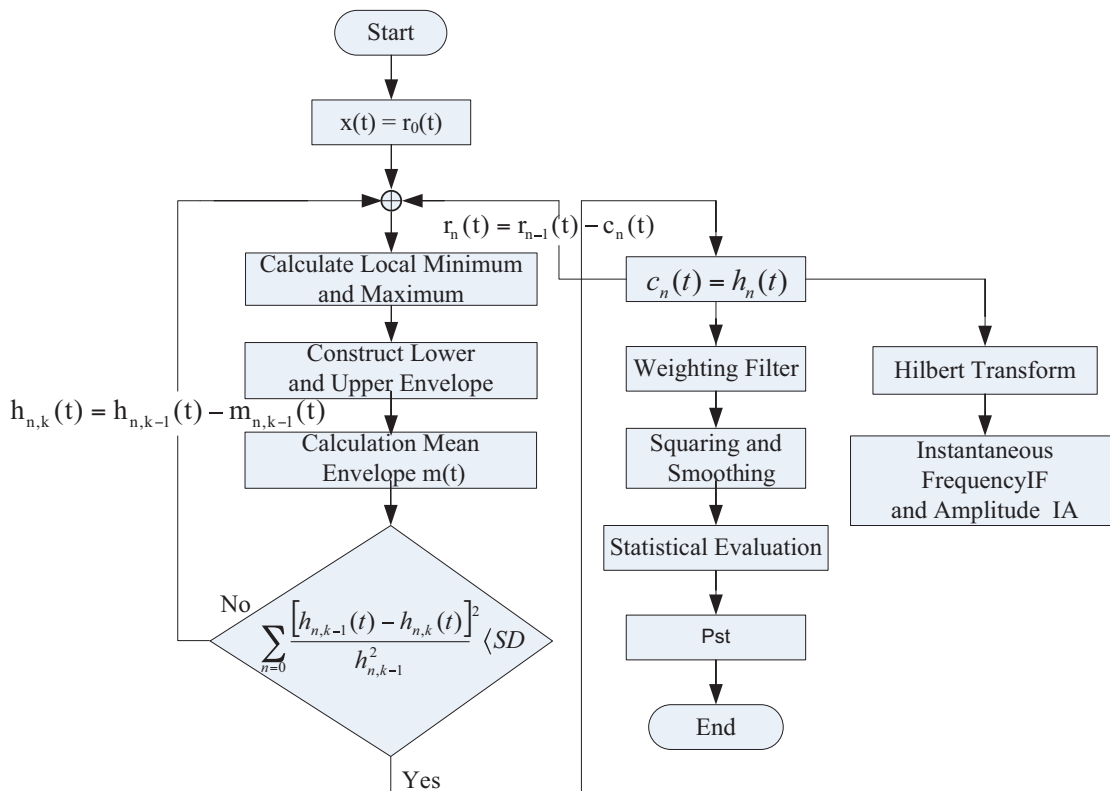 Start
x(t) = r₀(t)
rₙ(t) = rₙ₋₁(t) − cₙ(t)
Calculate Local Minimum
and Maximum
Construct Lower
and Upper Envelope
hₙ,ₖ(t) = hₙ,ₖ₋₁(t) − mₙ,ₖ₋₁(t)
Calculation Mean
Envelope m(t)
No
∑ₙ₌₀ [hₙ,ₖ₋₁(t) − hₙ,ₖ(t)]² / h²ₙ,ₖ₋₁ ⟨SD
Yes
cₙ(t) = hₙ(t)
Weighting Filter
Squaring and
Smoothing
Statistical Evaluation
Pst
End
Hilbert Transform
Instantaneous
FrequencyIF
and Amplitude IA